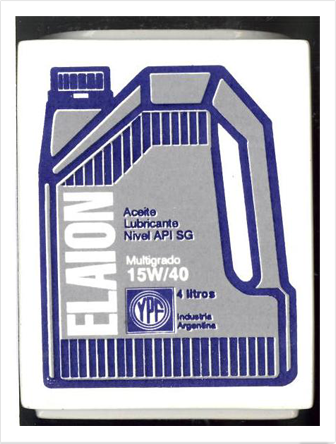 ELAION
Aceite
Lubricante
Nivel API SG
Multigrado
15W/40
4 litros
YPF
Industria
Argentina